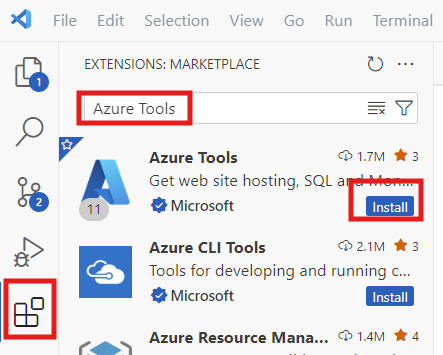 File Edit Selection View Go Run Terminal
EXTENSIONS: MARKETPLACE
1
Azure Tools
Azure Tools 1.7M 3
Get web site hosting, SQL and Mon...
11 Microsoft Install
2
Azure CLI Tools 2.1M 3
Tools for developing and running c...
Microsoft Install
Azure Resource Mana... 1.4M 4